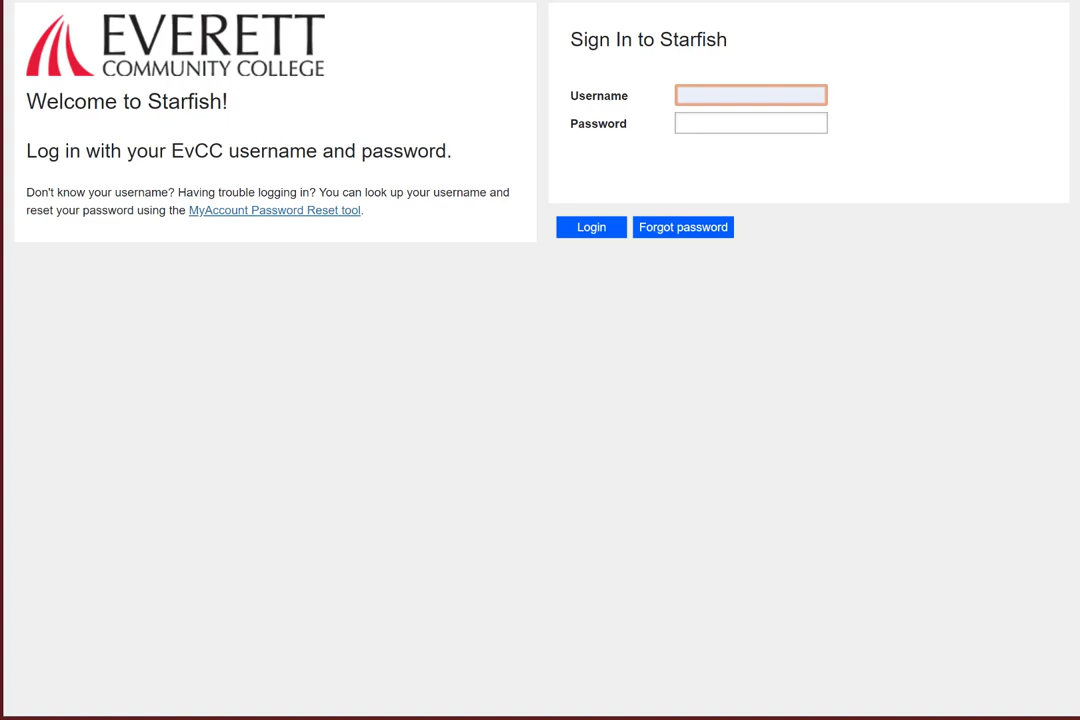 EVERETT
COMMUNITY COLLEGE
Welcome to Starfish!
Log in with your EvCC username and password.
Don't know your username? Having trouble logging in? You can look up your username and
reset your password using the MyAccount Password Reset tool.
Sign In to Starfish
Username
Password
Login
Forgot password